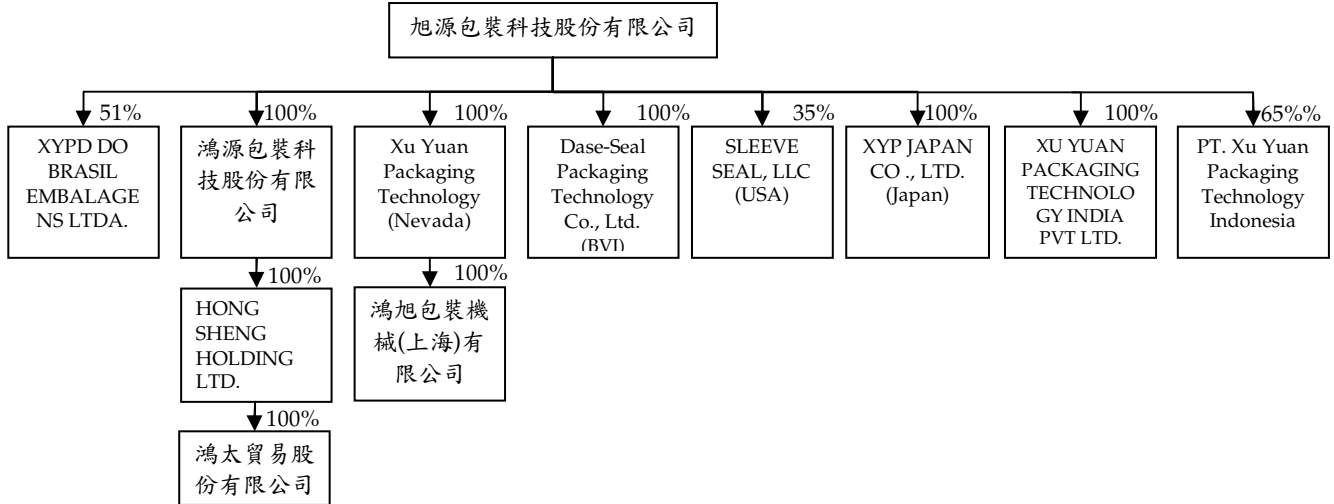 旭源包裝科技股份有限公司
51%
100%
100%
100%
35%
100%
100%
65%%
XYPD DO
BRASIL
EMBALAGE
NS LTDA.
鴻源包裝科
技股份有限
公司
Xu Yuan
Packaging
Technology
(Nevada)
Dase-Seal
Packaging
Technology
Co., Ltd.
(BVI)
SLEEVE
SEAL, LLC
(USA)
XYP JAPAN
CO ., LTD.
(Japan)
XU YUAN
PACKAGING
TECHNOLO
GY INDIA
PVT LTD.
PT. Xu Yuan
Packaging
Technology
Indonesia
100%
100%
HONG
SHENG
HOLDING
LTD.
鴻旭包裝機
械(上海)有
限公司
100%
鴻太貿易股
份有限公司